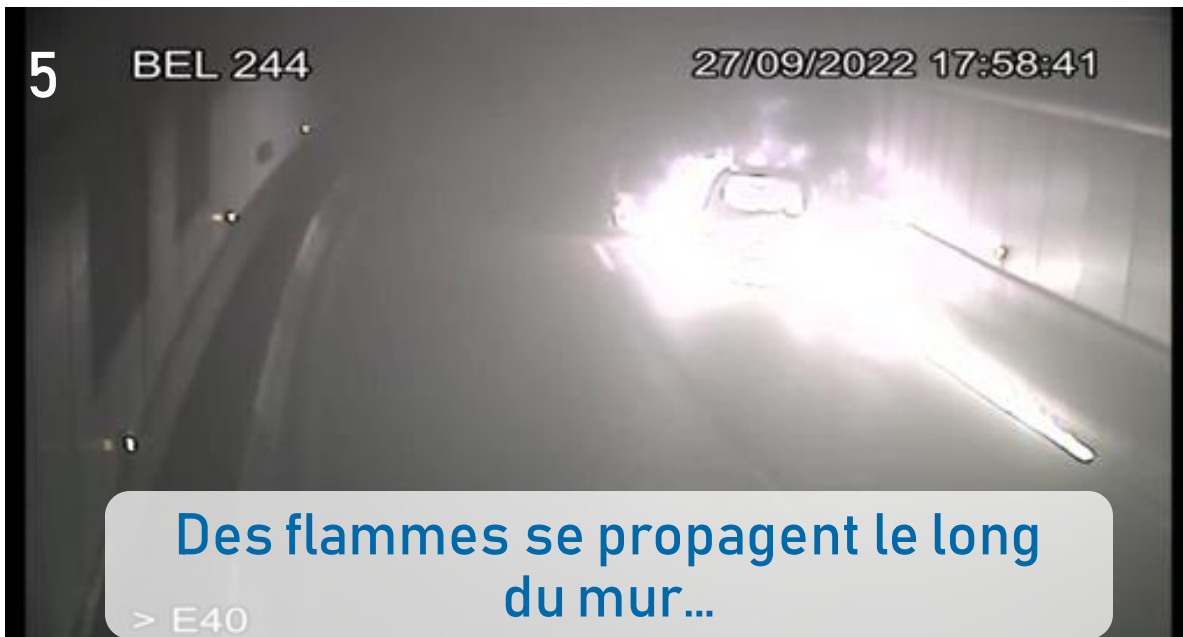 5
BEL 244
27/09/2022 17:58:41
Des flammes se propagent le long
du mur...
> E40